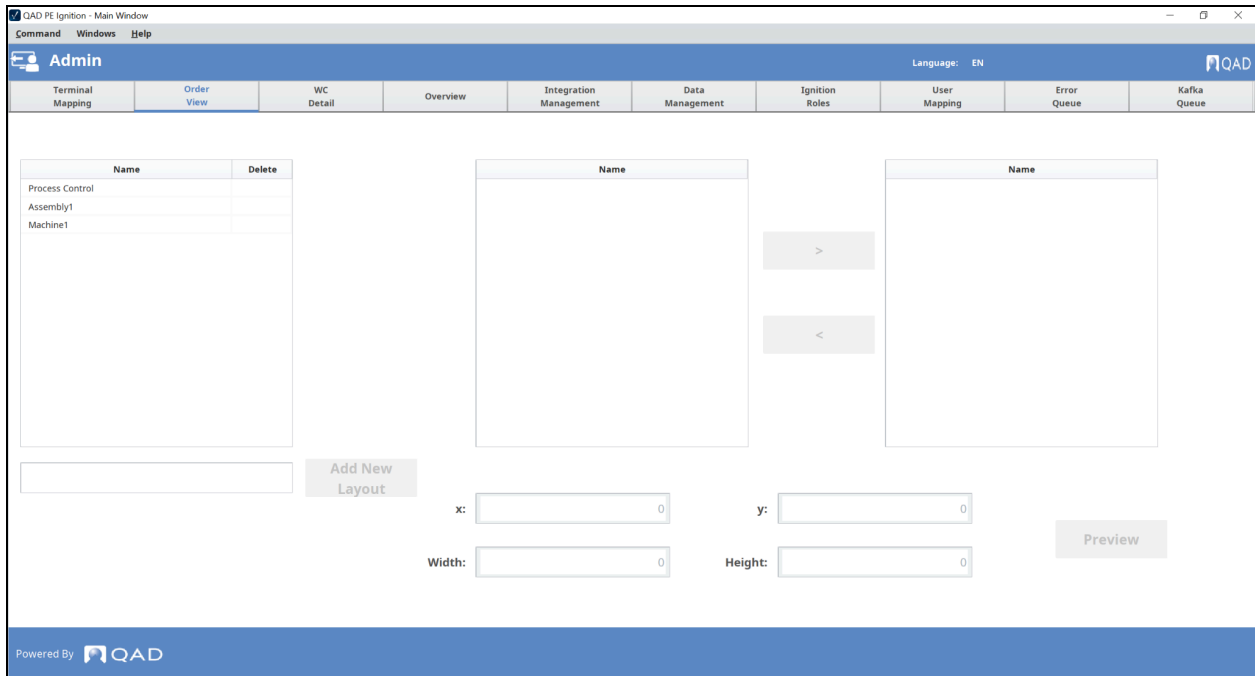 QAD PE Ignition - Main Window
Command Windows Help
Admin
Language: EN
QAD
Terminal Mapping
Order View
WC Detail
Overview
Integration Management
Data Management
Ignition Roles
User Mapping
Error Queue
Kafka Queue
Name Delete
Process Control
Assembly1
Machine1
Name
>
<
Name
Add New
Layout
x: 0
y: 0
Width: 0
Height: 0
Preview
Powered By QAD